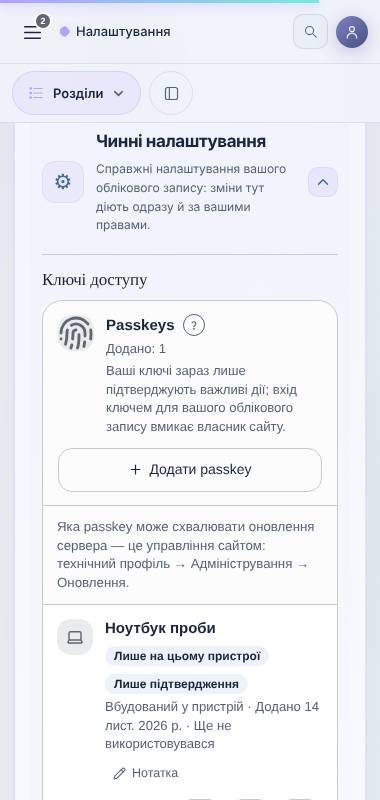 2
Налаштування
Розділи
Чинні налаштування
Справжні налаштування вашого
облікового запису: зміни тут
діють одразу й за вашими
правами.
Ключі доступу
Passkeys ?
Додано: 1
Ваші ключі зараз лише
підтверджують важливі дії; вхід
ключем для вашого облікового
запису вмикає власник сайту.
+ Додати passkey
Яка passkey може схвалювати оновлення
сервера — це управління сайтом:
технічний профіль → Адміністрування →
Оновлення.
Ноутбук проби
Лише на цьому пристрої
Лише підтвердження
Вбудований у пристрій · Додано 14
лист. 2026 р. · Ще не
використовувався
Нотатка